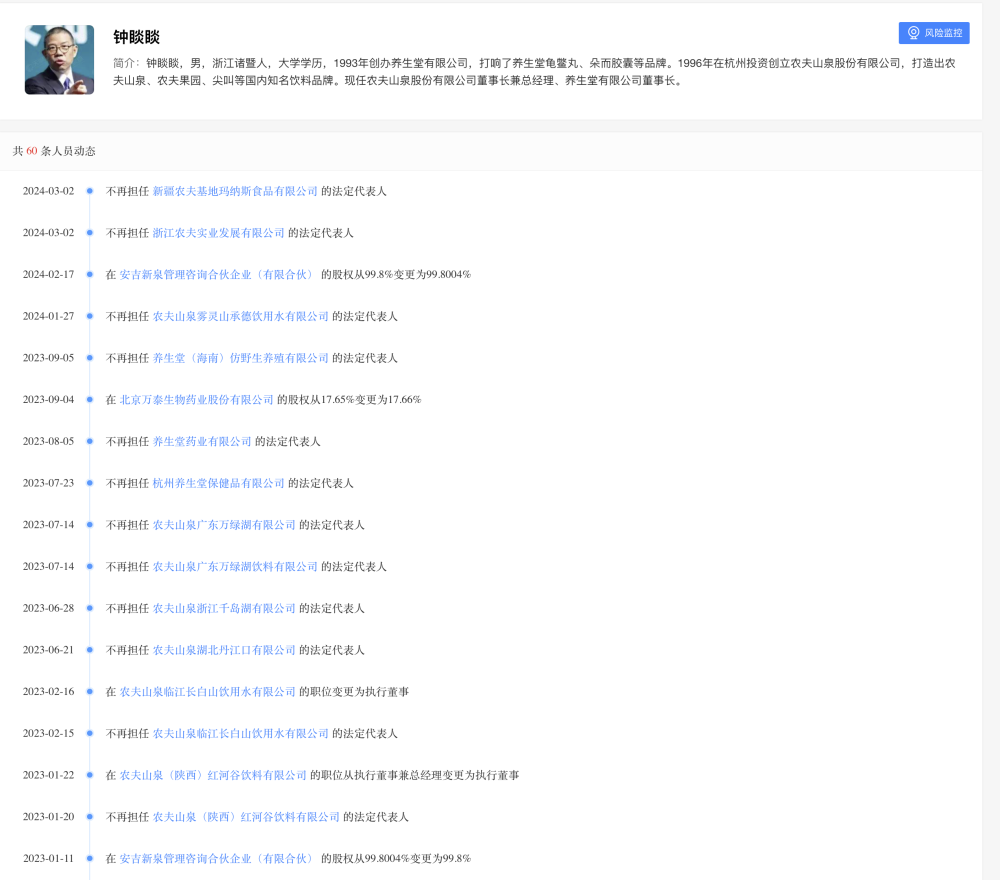 钟睒睒
风险监控
简介: 钟睒睒，男，浙江诸暨人，大学学历，1993年创办养生堂有限公司，打响了养生堂龟鳖丸、朵而胶囊等品牌。1996年在杭州投资创立农夫山泉股份有限公司，打造出农
夫山泉、农夫果园、尖叫等国内知名饮料品牌。现任农夫山泉股份有限公司董事长兼总经理、养生堂有限公司董事长。
共 60 条人员动态
2024-03-02 不再担任 新疆农夫基地玛纳斯食品有限公司 的法定代表人
2024-03-02 不再担任 浙江农夫实业发展有限公司 的法定代表人
2024-02-17 在 安吉新泉管理咨询合伙企业（有限合伙） 的股权从99.8%变更为99.8004%
2024-01-27 不再担任 农夫山泉雾灵山承德饮用水有限公司 的法定代表人
2023-09-05 不再担任 养生堂（海南）仿野生养殖有限公司 的法定代表人
2023-09-04 在 北京万泰生物药业股份有限公司 的股权从17.65%变更为17.66%
2023-08-05 不再担任 养生堂药业有限公司 的法定代表人
2023-07-23 不再担任 杭州养生堂保健品有限公司 的法定代表人
2023-07-14 不再担任 农夫山泉广东万绿湖有限公司 的法定代表人
2023-07-14 不再担任 农夫山泉广东万绿湖饮料有限公司 的法定代表人
2023-06-28 不再担任 农夫山泉浙江千岛湖有限公司 的法定代表人
2023-06-21 不再担任 农夫山泉湖北丹江口有限公司 的法定代表人
2023-02-16 在 农夫山泉临江长白山饮用水有限公司 的职位变更为执行董事
2023-02-15 不再担任 农夫山泉临江长白山饮用水有限公司 的法定代表人
2023-01-22 在 农夫山泉（陕西）红河谷饮料有限公司 的职位从执行董事兼总经理变更为执行董事
2023-01-20 不再担任 农夫山泉（陕西）红河谷饮料有限公司 的法定代表人
2023-01-11 在 安吉新泉管理咨询合伙企业（有限合伙） 的股权从99.8004%变更为99.8%